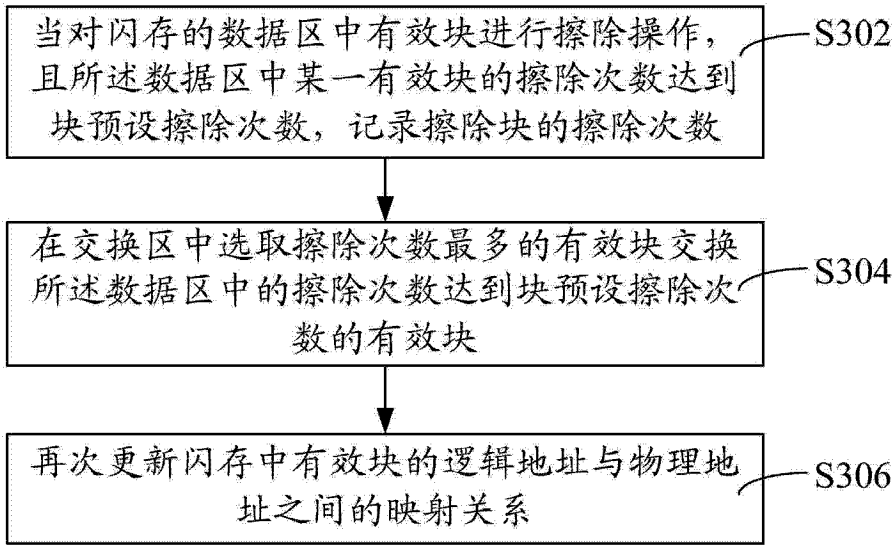 当对闪存的数据区中有效块进行擦除操作，
且所述数据区中某一有效块的擦除次数达到
块预设擦除次数，记录擦除块的擦除次数
S302
在交换区中选取擦除次数最多的有效块交换
所述数据区中的擦除次数达到块预设擦除次
数的有效块
S304
再次更新闪存中有效块的逻辑地址与物理地
址之间的映射关系
S306